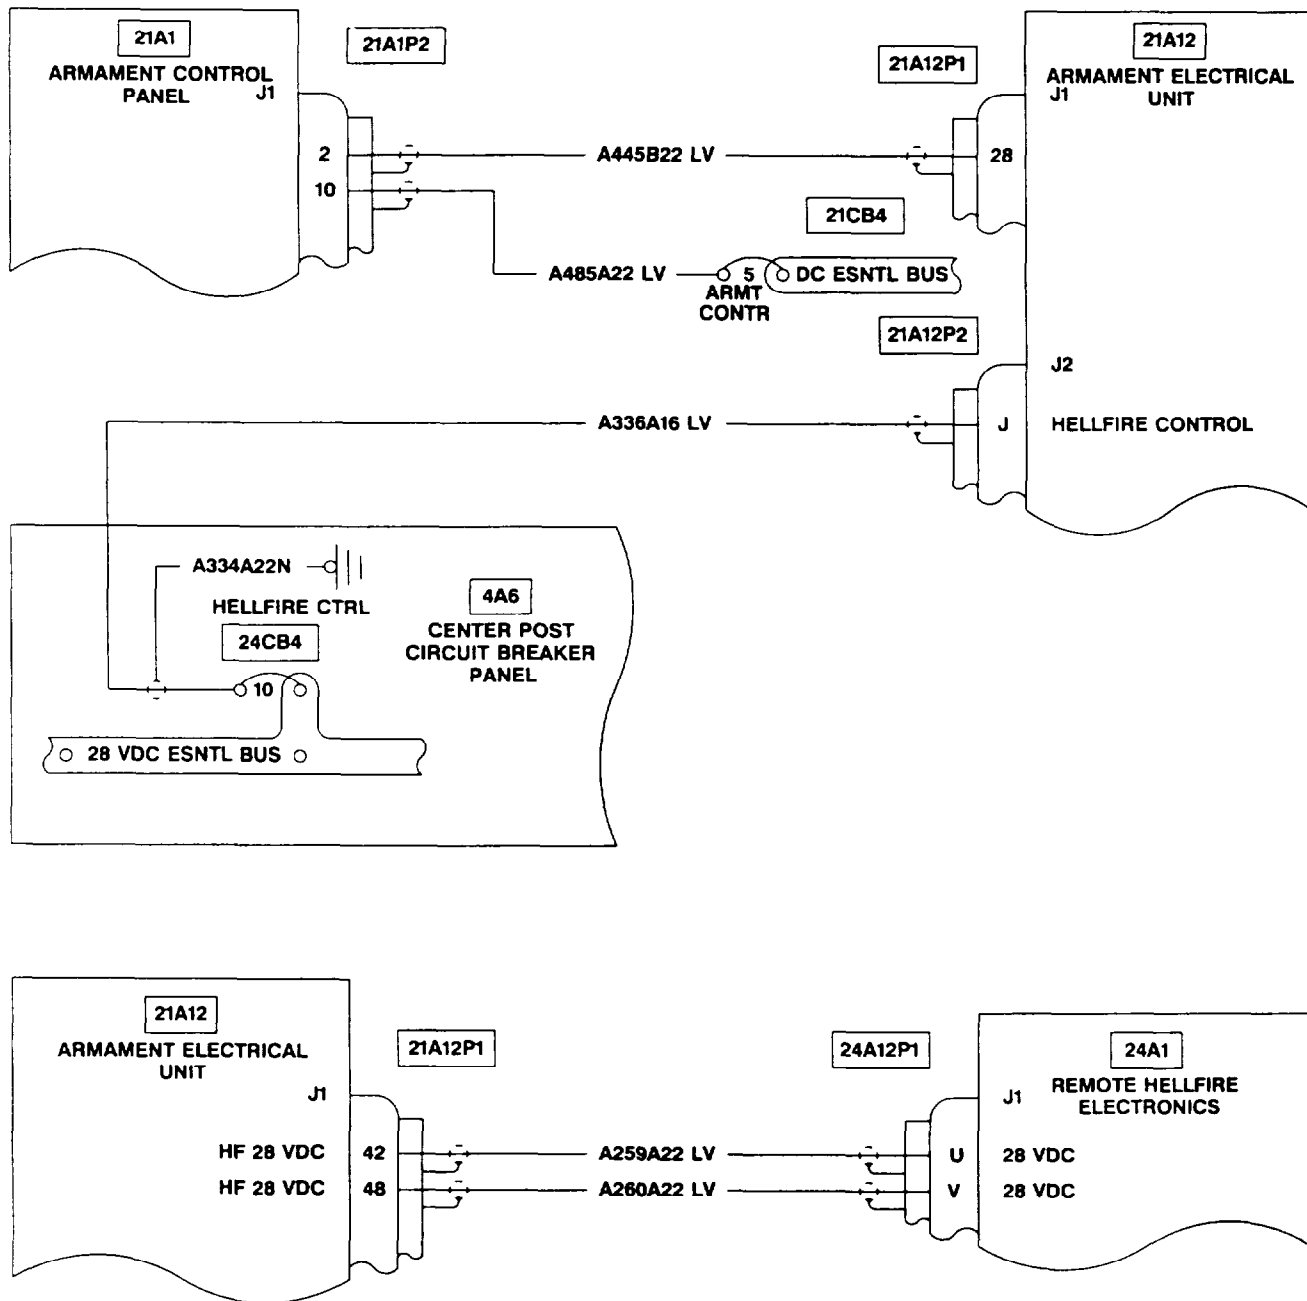 21A1
ARMAMENT CONTROL
PANEL
J1
21A1P2
21A12P1
21A12
ARMAMENT ELECTRICAL
UNIT
J1
2
A445B22 LV
28
10
21CB4
A485A22 LV
5
DC ESNTL BUS
ARMT
CONTR
21A12P2
J2
A336A16 LV
J
HELLFIRE CONTROL
A334A22N
HELLFIRE CTRL
24CB4
10
4A6
CENTER POST
CIRCUIT BREAKER
PANEL
28 VDC ESNTL BUS
21A12
ARMAMENT ELECTRICAL
UNIT
J1
21A12P1
24A12P1
24A1
REMOTE HELLFIRE
ELECTRONICS
J1
HF 28 VDC 42
A259A22 LV
U 28 VDC
HF 28 VDC 48
A260A22 LV
V 28 VDC